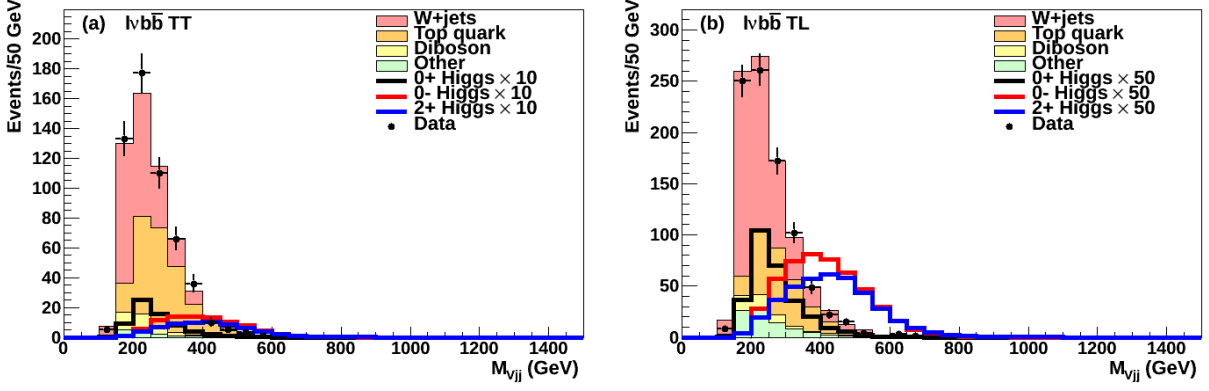 (a) lνbb̄ TT
W+jets
Top quark
Diboson
Other
0+ Higgs × 10
0- Higgs × 10
2+ Higgs × 10
Data
Events/50 GeV
200
180
160
140
120
100
80
60
40
20
0
0 200 400 600 800 1000 1200 1400
M_Vjj (GeV)
(b) lνbb̄ TL
W+jets
Top quark
Diboson
Other
0+ Higgs × 50
0- Higgs × 50
2+ Higgs × 50
Data
Events/50 GeV
300
250
200
150
100
50
0
0 200 400 600 800 1000 1200 1400
M_Vjj (GeV)